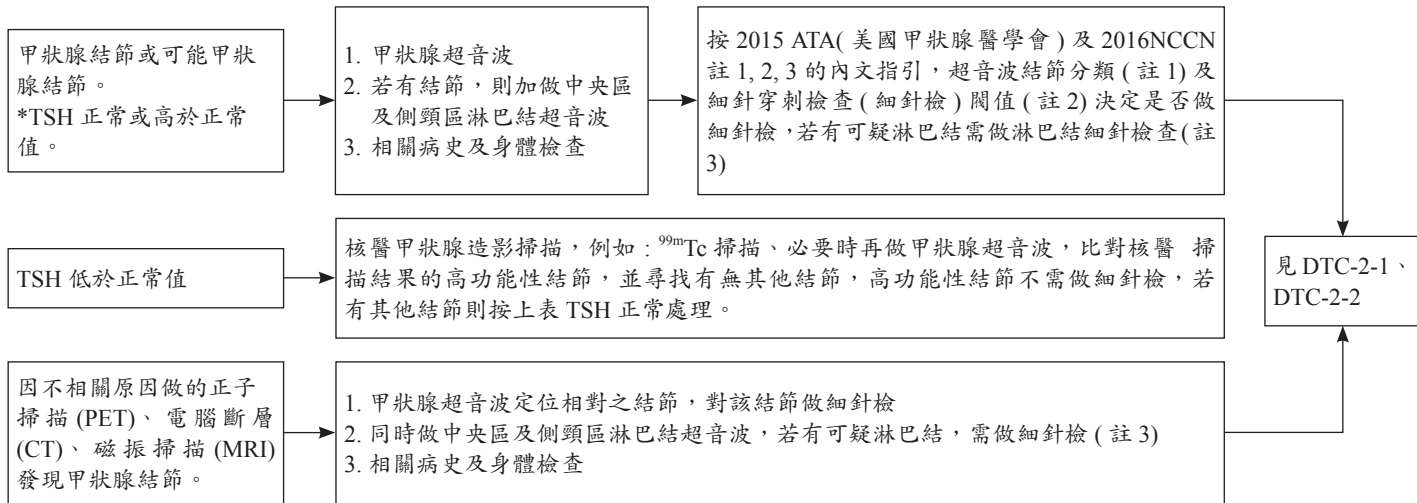 甲狀腺結節或可能甲狀
腺結節。
*TSH 正常或高於正常
值。
1. 甲狀腺超音波
2. 若有結節，則加做中央區
及側頸區淋巴結超音波
3. 相關病史及身體檢查
按 2015 ATA( 美國甲狀腺醫學會 ) 及 2016NCCN
註 1, 2, 3 的內文指引，超音波結節分類 ( 註 1) 及
細針穿刺檢查 ( 細針檢 ) 閾值 ( 註 2) 決定是否做
細針檢，若有可疑淋巴結需做淋巴結細針檢查 ( 註
3)
TSH 低於正常值
核醫甲狀腺造影掃描，例如 : 99mTc 掃描、必要時再做甲狀腺超音波，比對核醫 掃
描結果的高功能性結節，並尋找有無其他結節，高功能性結節不需做細針檢，若
有其他結節則按上表 TSH 正常處理。
見 DTC-2-1、
DTC-2-2
因不相關原因做的正子
掃描 (PET)、電腦斷層
(CT)、磁振掃描 (MRI)
發現甲狀腺結節。
1. 甲狀腺超音波定位相對之結節，對該結節做細針檢
2. 同時做中央區及側頸區淋巴結超音波，若有可疑淋巴結，需做細針檢 ( 註 3)
3. 相關病史及身體檢查